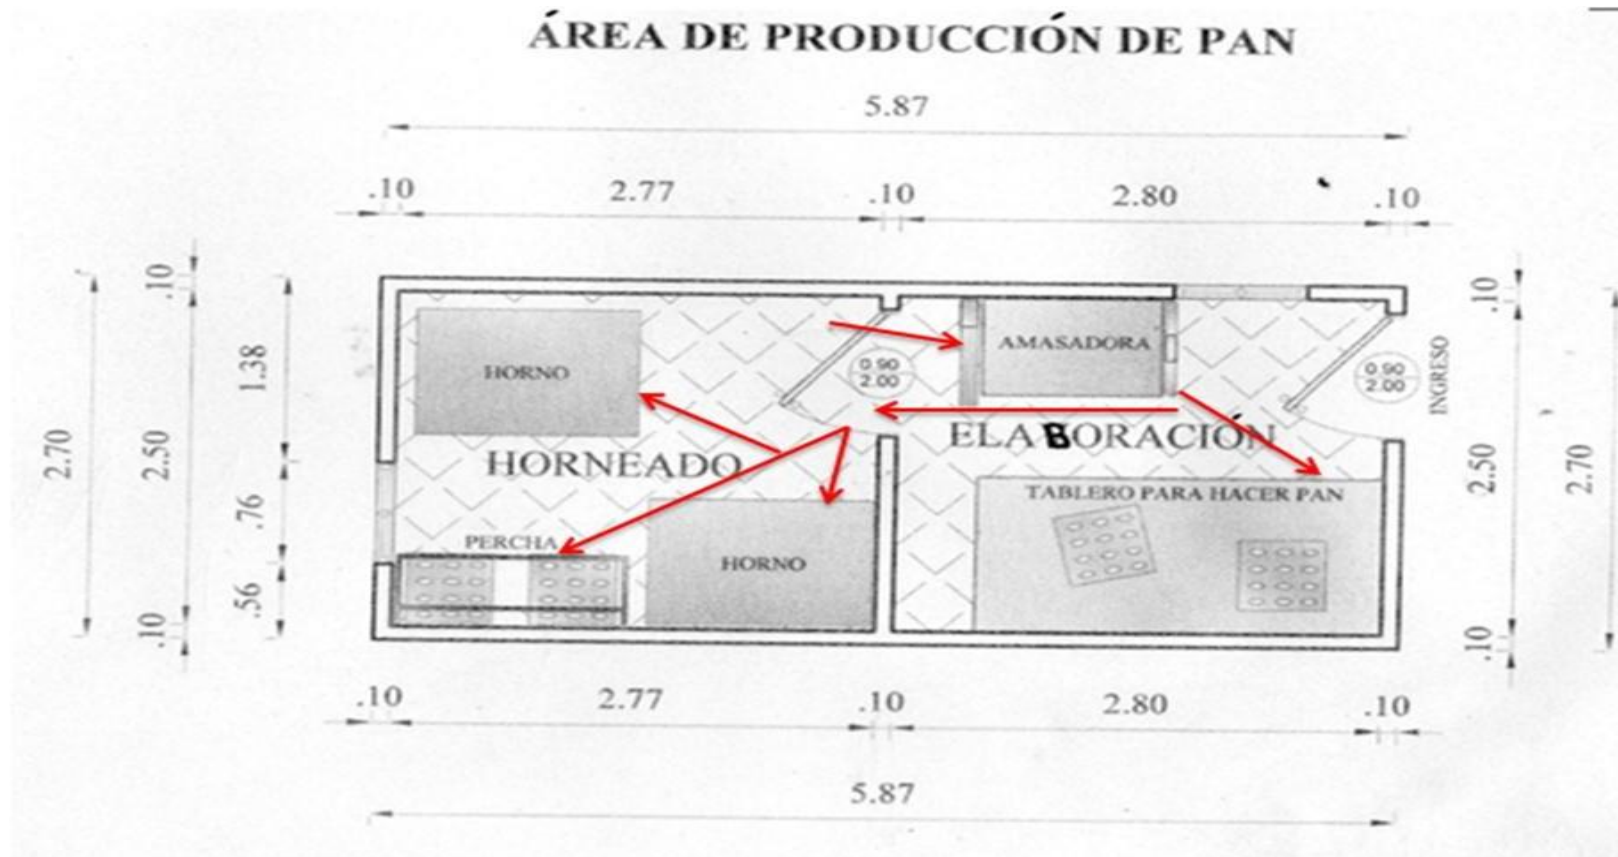 ÁREA DE PRODUCCIÓN DE PAN
5.87
.10 2.77 .10 2.80 .10
.10
.10
HORNO
AMASADORA
0.90
2.00
0.90
2.00
INGRESO
1.38
2.70
2.50
ELABORACIÓN
HORNEADO
2.50
2.70
TABLERO PARA HACER PAN
.76
PERCHA
HORNO
.56
.10
.10
.10 2.77 .10 2.80 .10
5.87